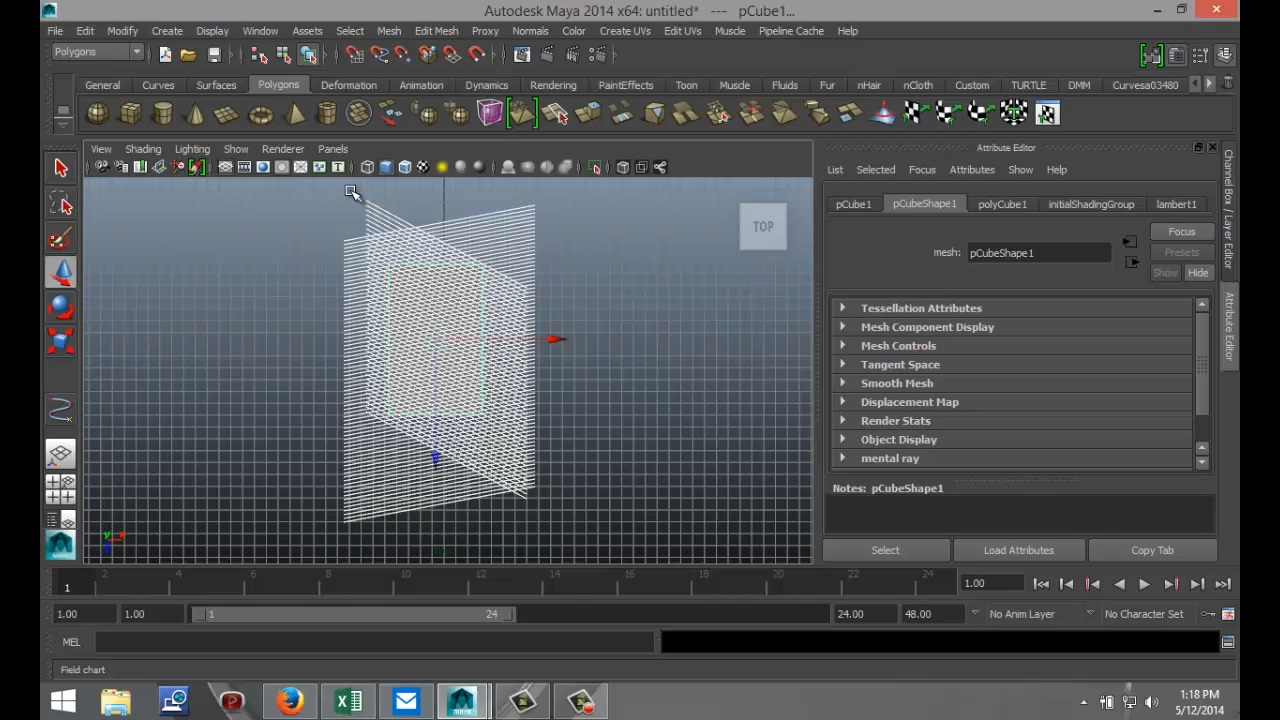 Autodesk Maya 2014 x64: untitled* --- pCube1...
File Edit Modify Create Display Window Assets Select Mesh Edit Mesh Proxy Normals Color Create UVs Edit UVs Muscle Pipeline Cache Help
Polygons
General Curves Surfaces Polygons Deformation Animation Dynamics Rendering PaintEffects Toon Muscle Fluids Fur nHair nCloth Custom TURTLE DMM Curvesa03480
View Shading Lighting Show Renderer Panels
Attribute Editor
List Selected Focus Attributes Show Help
pCube1 pCubeShape1 polyCube1 initialShadingGroup lambert1
Focus
mesh: pCubeShape1
Presets
Show Hide
TOP
Tessellation Attributes
Mesh Component Display
Mesh Controls
Tangent Space
Smooth Mesh
Displacement Map
Render Stats
Object Display
mental ray
Notes: pCubeShape1
Select Load Attributes Copy Tab
Channel Box / Layer Editor
Attribute Editor
y x
1 2 4 6 8 10 12 14 16 18 20 22 24 1.00
1.00 1.00 1 24 24.00 48.00 No Anim Layer No Character Set
MEL
Field chart
MAYA
1:18 PM
5/12/2014